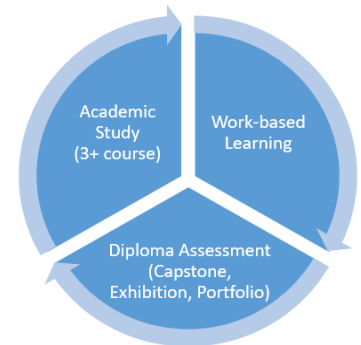 Academic
Study
(3+ course)
Work-based
Learning
Diploma Assessment
(Capstone,
Exhibition, Portfolio)